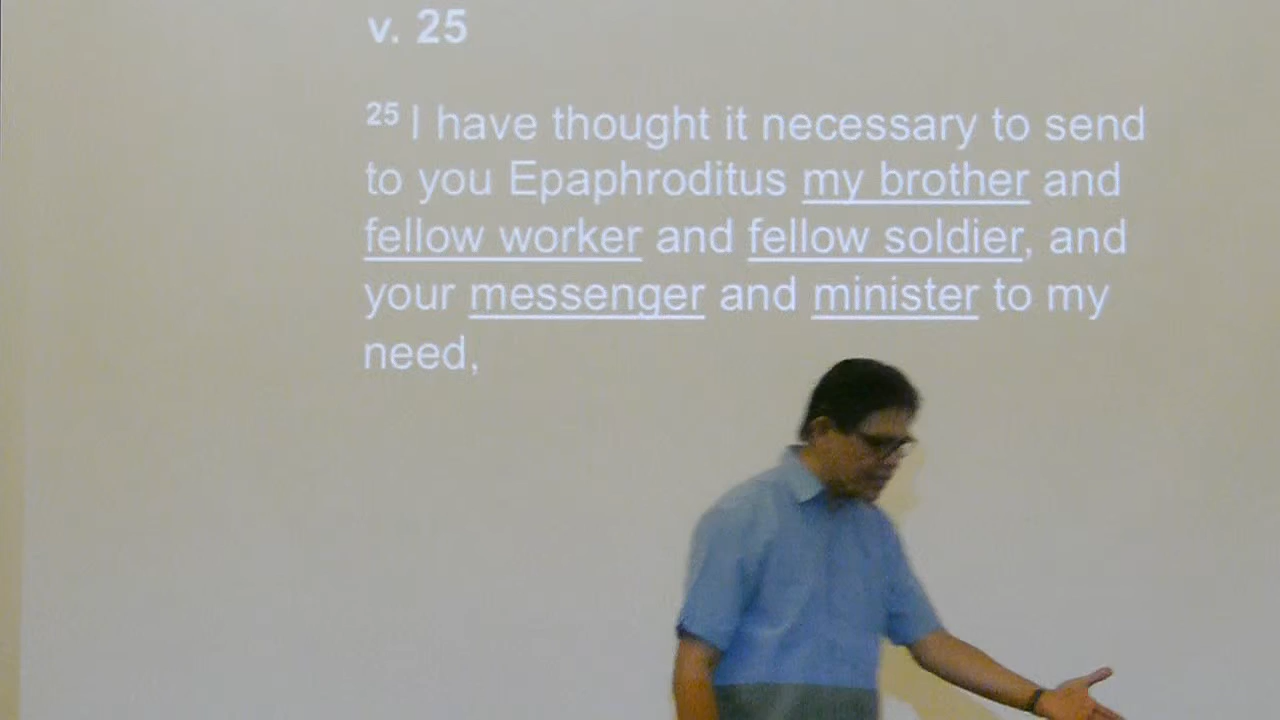 v. 25
25 I have thought it necessary to send
to you Epaphroditus my brother and
fellow worker and fellow soldier, and
your messenger and minister to my
need,